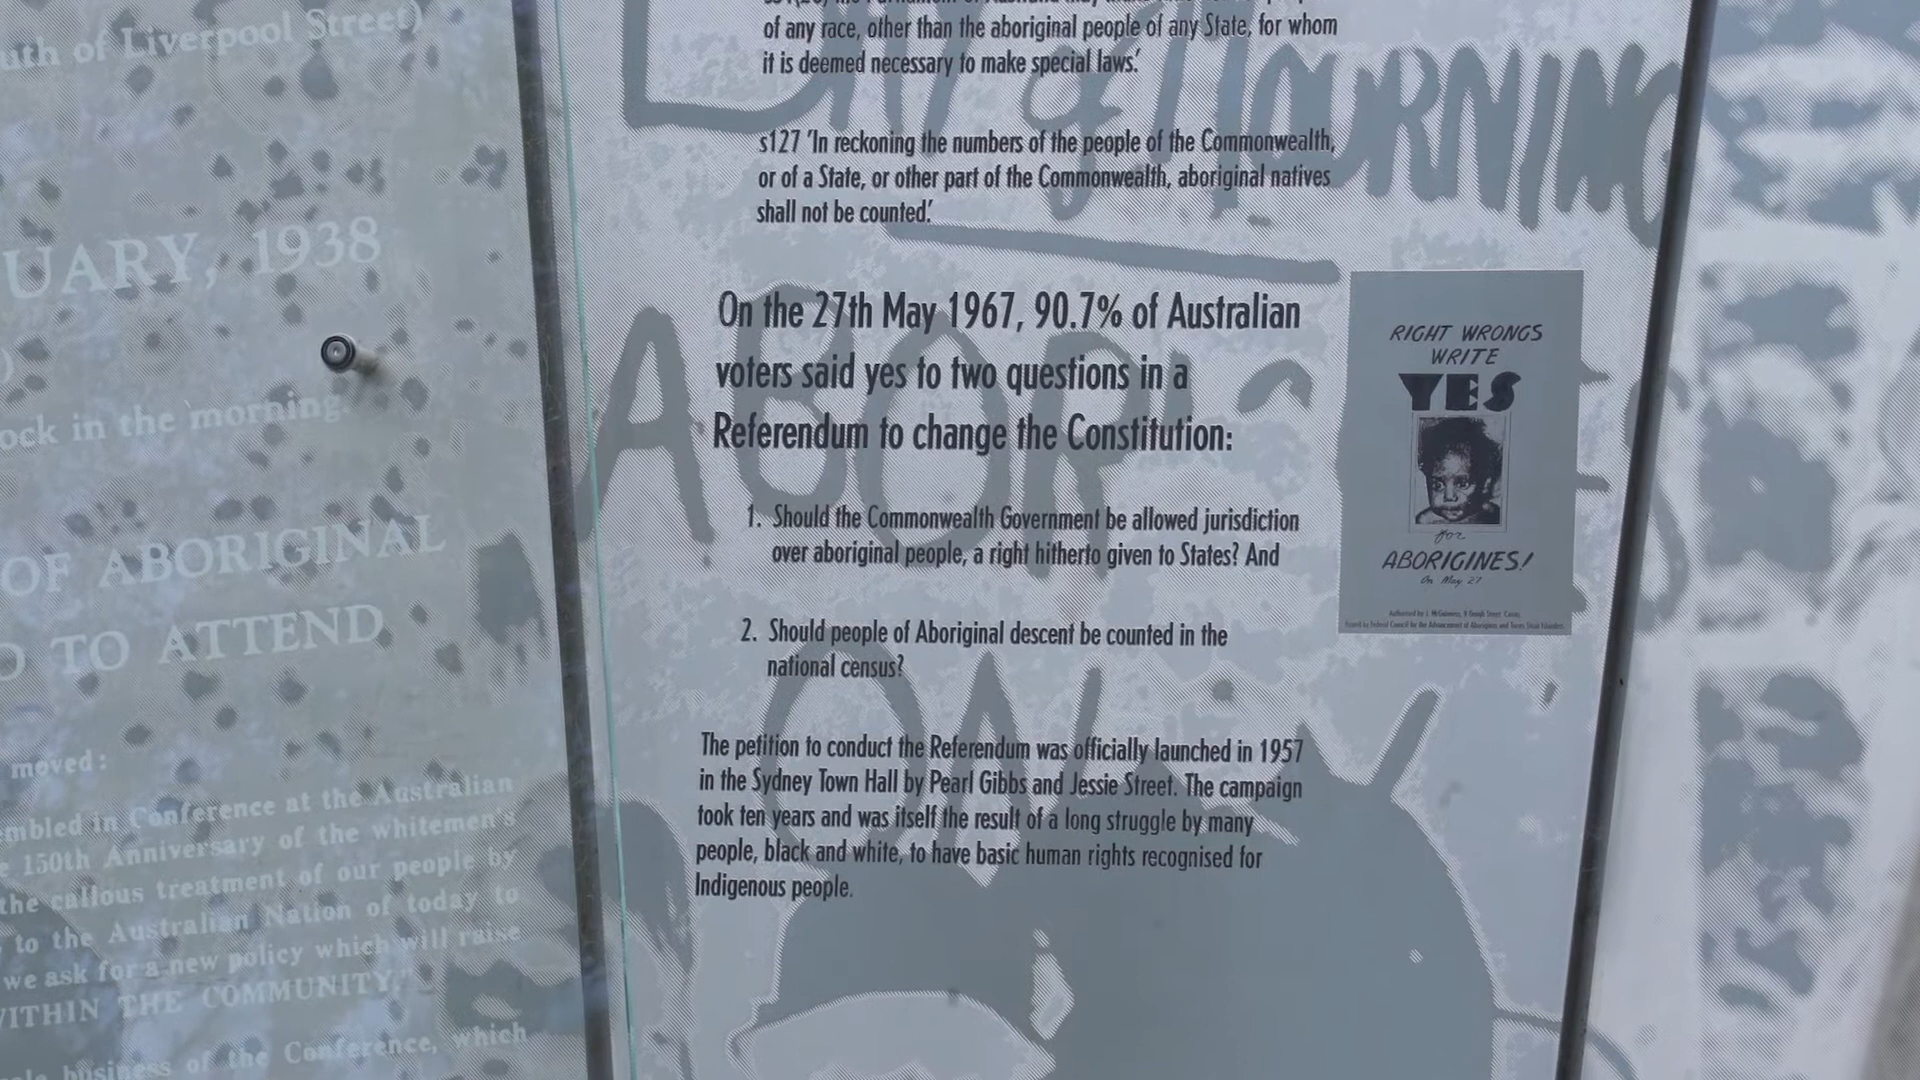 uth of Liverpool Street)
UARY, 1938
ock in the morning.
OF ABORIGINAL
TO ATTEND
moved:
mbled in Conference at the Australian
150th Anniversary of the whitemen's
the callous treatment of our people by
to the Australian Nation of today to
we ask for a new policy which will raise
WITHIN THE COMMUNITY."
business of the Conference, which
of any race, other than the aboriginal people of any State, for whom
it is deemed necessary to make special laws.'
s127 'In reckoning the numbers of the people of the Commonwealth,
or of a State, or other part of the Commonwealth, aboriginal natives
shall not be counted.'
On the 27th May 1967, 90.7% of Australian
voters said yes to two questions in a
Referendum to change the Constitution:
1. Should the Commonwealth Government be allowed jurisdiction
over aboriginal people, a right hitherto given to States? And
2. Should people of Aboriginal descent be counted in the
national census?
The petition to conduct the Referendum was officially launched in 1957
in the Sydney Town Hall by Pearl Gibbs and Jessie Street. The campaign
took ten years and was itself the result of a long struggle by many
people, black and white, to have basic human rights recognised for
Indigenous people.
DAY of MOURNING
RIGHT WRONGS
WRITE
YES
for
ABORIGINES!
On May 27